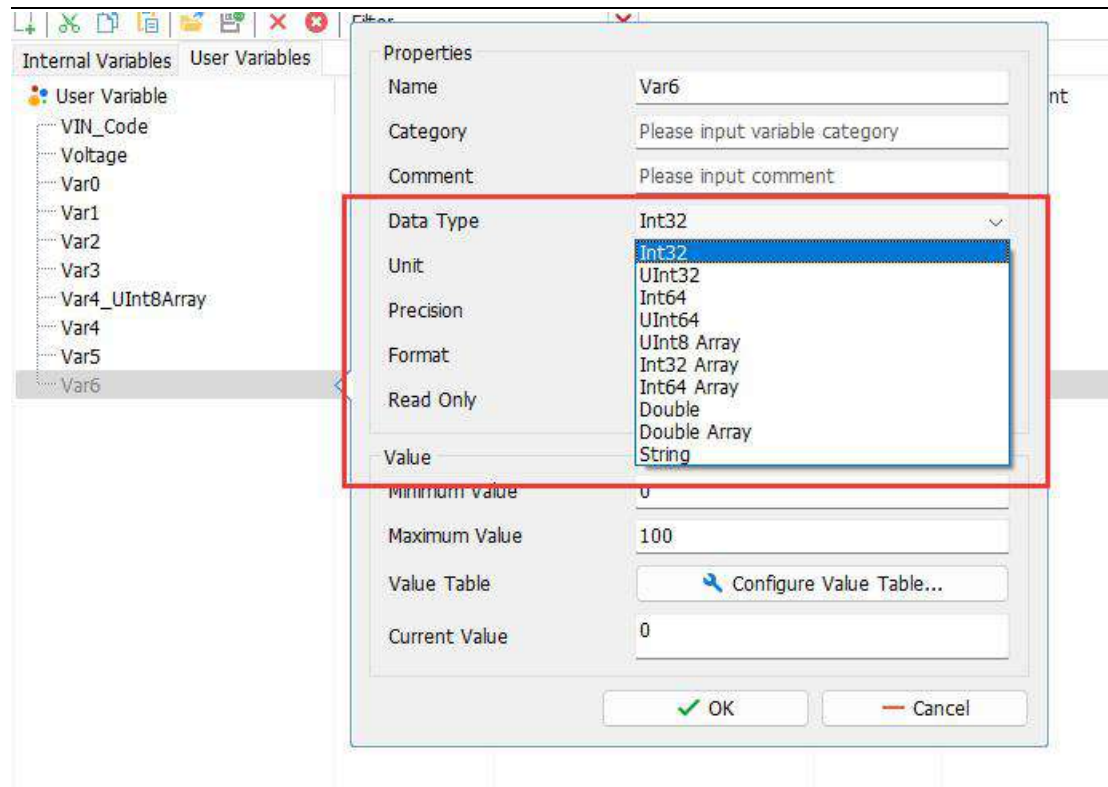 Filter
Internal Variables User Variables
User Variable
VIN_Code
Voltage
Var0
Var1
Var2
Var3
Var4_UInt8Array
Var4
Var5
Var6
nt
Properties
Name Var6
Category Please input variable category
Comment Please input comment
Data Type Int32
Int32
UInt32
Unit
Int64
UInt64
Precision
UInt8 Array
Int32 Array
Format
Int64 Array
Read Only
Double
Double Array
Value
String
Minimum Value 0
Maximum Value 100
Value Table Configure Value Table...
Current Value 0
OK Cancel